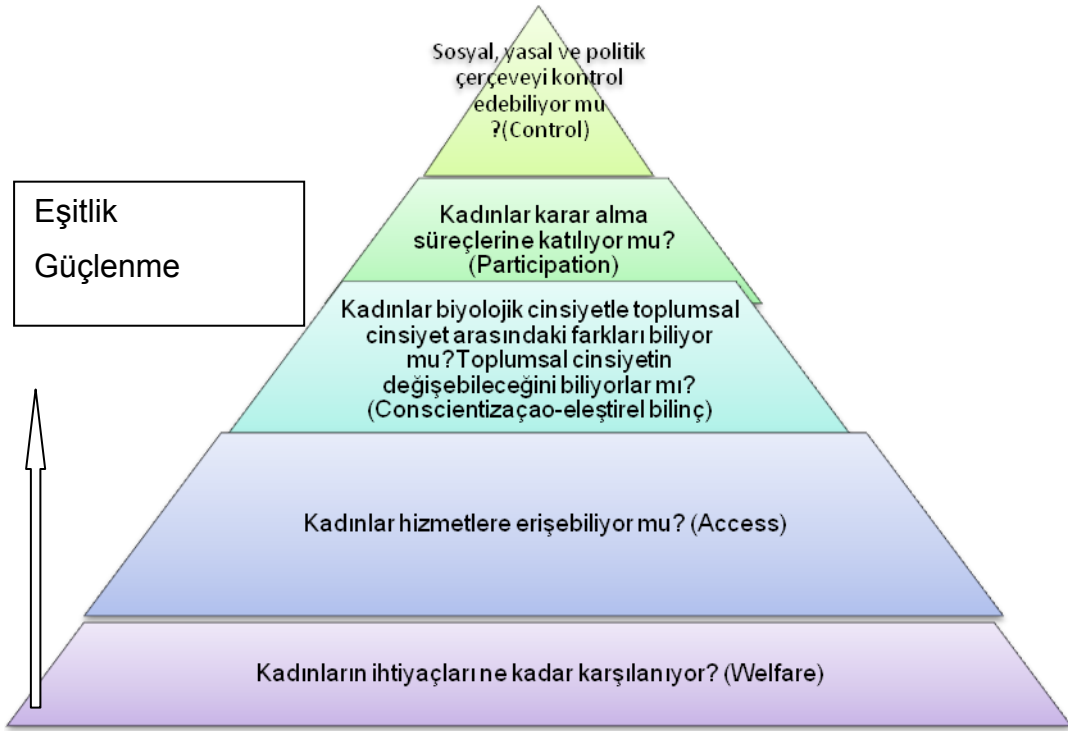 Sosyal, yasal ve politik
çerçeveyi kontrol
edebiliyor mu
?(Control)
Eşitlik
Güçlenme
Kadınlar karar alma
süreçlerine katılıyor mu?
(Participation)
Kadınlar biyolojik cinsiyetle toplumsal
cinsiyet arasındaki farkları biliyor
mu?Toplumsal cinsiyetin
değişebileceğini biliyorlar mı?
(Conscientizaçao-eleştirel bilinç)
Kadınlar hizmetlere erişebiliyor mu? (Access)
Kadınların ihtiyaçları ne kadar karşılanıyor? (Welfare)